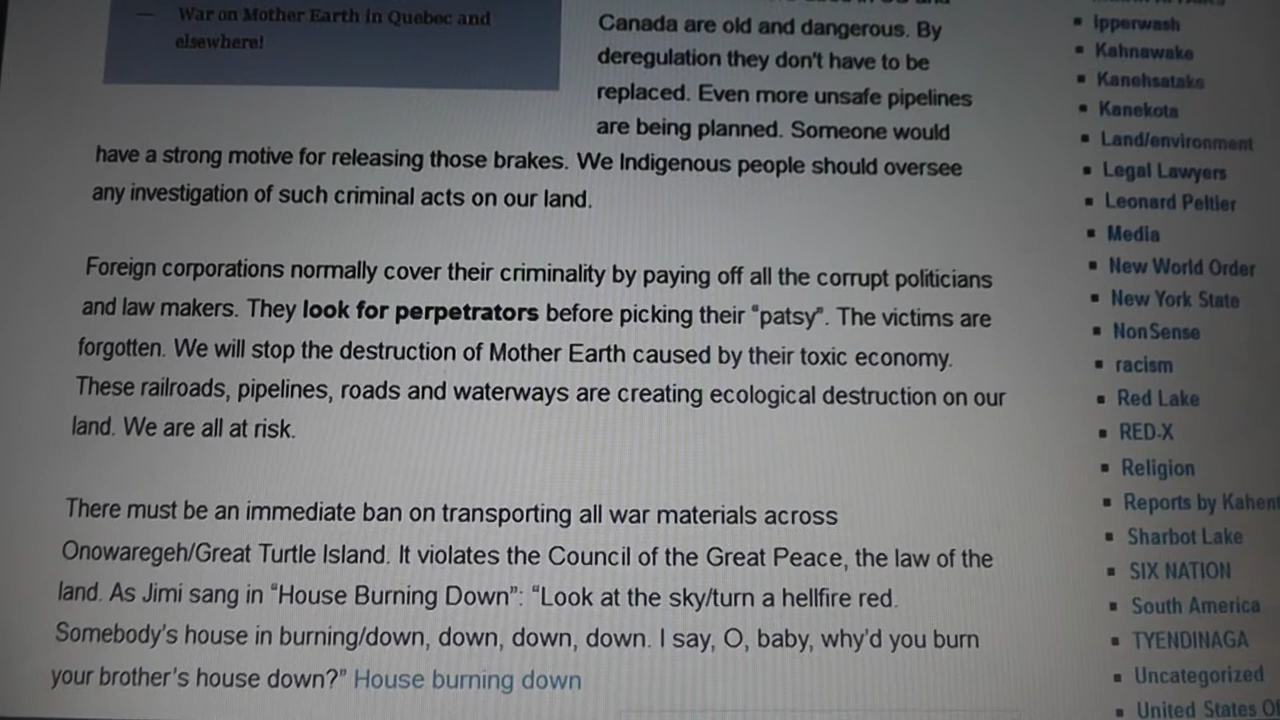 — War on Mother Earth in Quebec and
elsewhere!
Canada are old and dangerous. By
deregulation they don't have to be
replaced. Even more unsafe pipelines
are being planned. Someone would
have a strong motive for releasing those brakes. We Indigenous people should oversee
any investigation of such criminal acts on our land.
Foreign corporations normally cover their criminality by paying off all the corrupt politicians
and law makers. They look for perpetrators before picking their “patsy”. The victims are
forgotten. We will stop the destruction of Mother Earth caused by their toxic economy.
These railroads, pipelines, roads and waterways are creating ecological destruction on our
land. We are all at risk.
There must be an immediate ban on transporting all war materials across
Onowaregeh/Great Turtle Island. It violates the Council of the Great Peace, the law of the
land. As Jimi sang in “House Burning Down”: “Look at the sky/turn a hellfire red.
Somebody’s house in burning/down, down, down, down. I say, O, baby, why’d you burn
your brother’s house down?” House burning down
Ipperwash
Kahnawake
Kanehsatake
Kanekota
Land/environment
Legal Lawyers
Leonard Peltier
Media
New World Order
New York State
NonSense
racism
Red Lake
RED-X
Religion
Reports by Kahent
Sharbot Lake
SIX NATION
South America
TYENDINAGA
Uncategorized
United States O